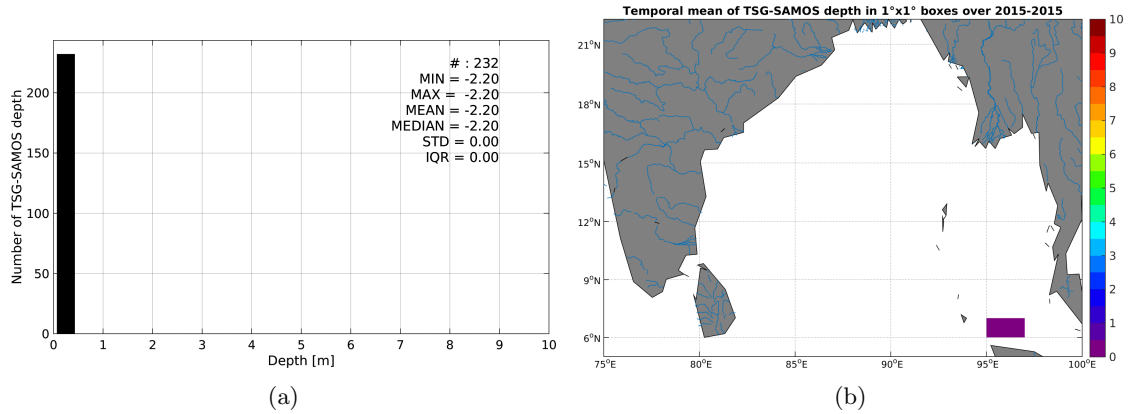 # : 232
MIN = -2.20
MAX = -2.20
MEAN = -2.20
MEDIAN = -2.20
STD = 0.00
IQR = 0.00
Number of TSG-SAMOS depth
200
150
100
50
0
0 1 2 3 4 5 6 7 8 9 10
Depth [m]
(a)
Temporal mean of TSG-SAMOS depth in 1°x1° boxes over 2015-2015
21°N
18°N
15°N
12°N
9°N
6°N
75°E 80°E 85°E 90°E 95°E 100°E
10
9
8
7
6
5
4
3
2
1
0
(b)